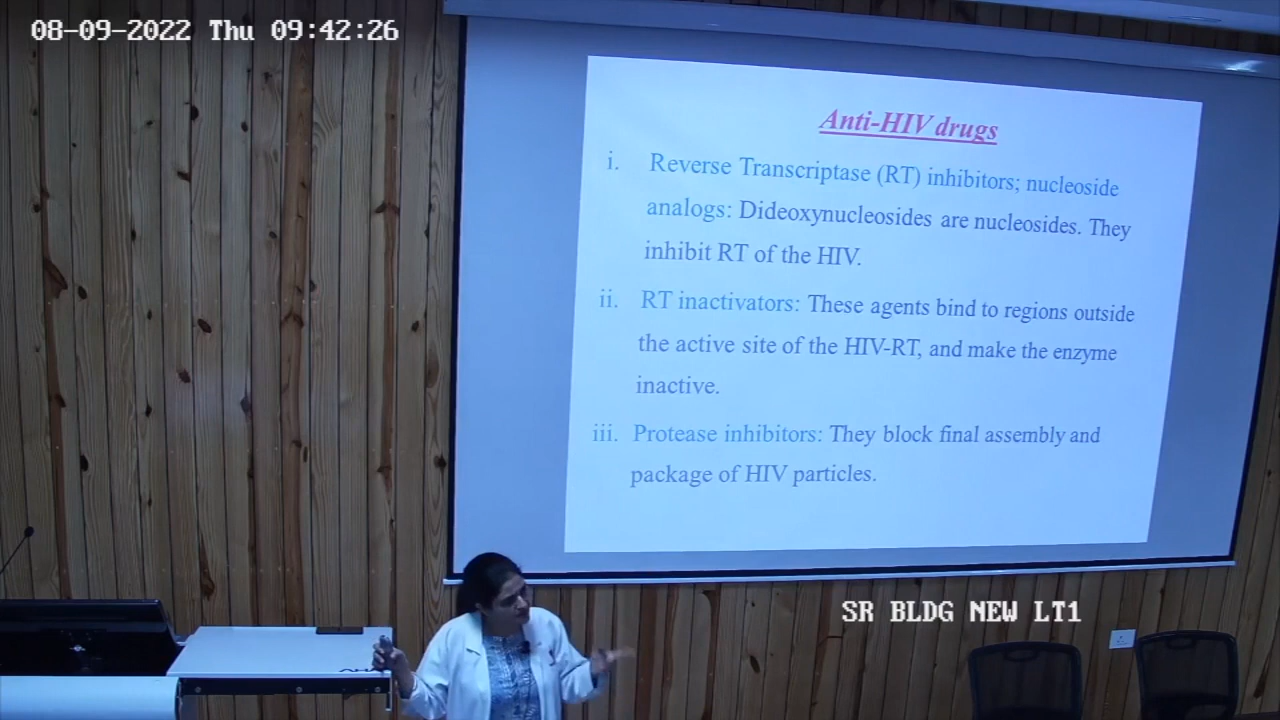 08-09-2022 Thu 09:42:26
Anti-HIV drugs
i. Reverse Transcriptase (RT) inhibitors; nucleoside
analogs: Dideoxynucleosides are nucleosides. They
inhibit RT of the HIV.
ii. RT inactivators: These agents bind to regions outside
the active site of the HIV-RT, and make the enzyme
inactive.
iii. Protease inhibitors: They block final assembly and
package of HIV particles.
SR BLDG NEW LT1